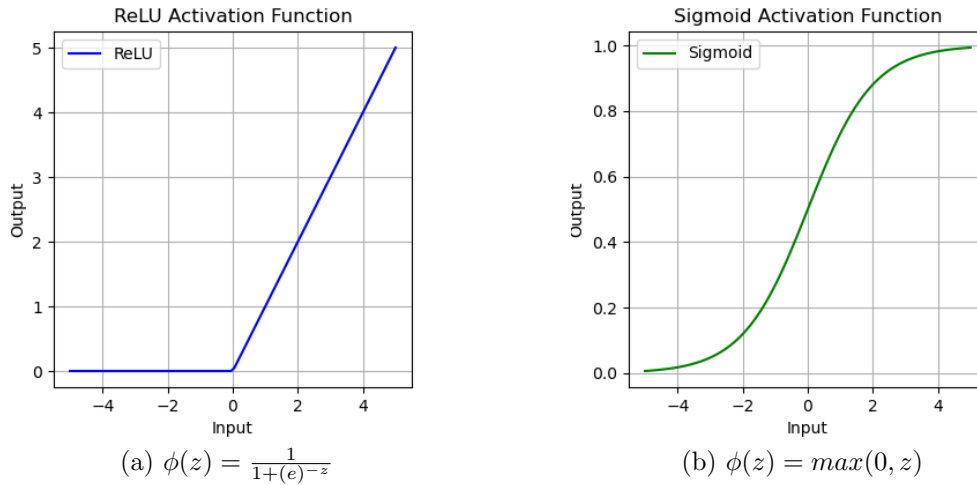 ReLU Activation Function
ReLU
5
4
3
2
1
0
Output
−4
−2
0
2
4
Input
(a) ϕ(z) = 1/(1+(e)^−z)
Sigmoid Activation Function
Sigmoid
1.0
0.8
0.6
0.4
0.2
0.0
Output
−4
−2
0
2
4
Input
(b) ϕ(z) = max(0, z)